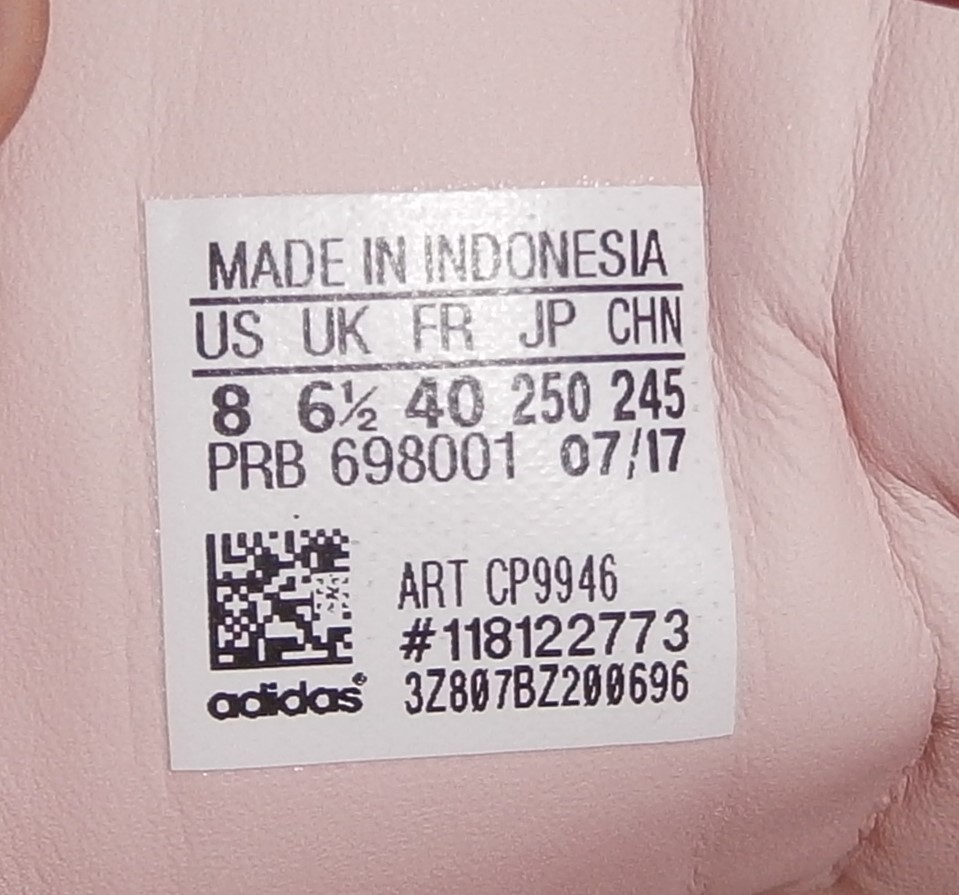 MADE IN INDONESIA
US UK FR JP CHN
8 6½ 40 250 245
PRB 698001 07/17
ART CP9946
#118122773
adidas® 3Z807BZ200696